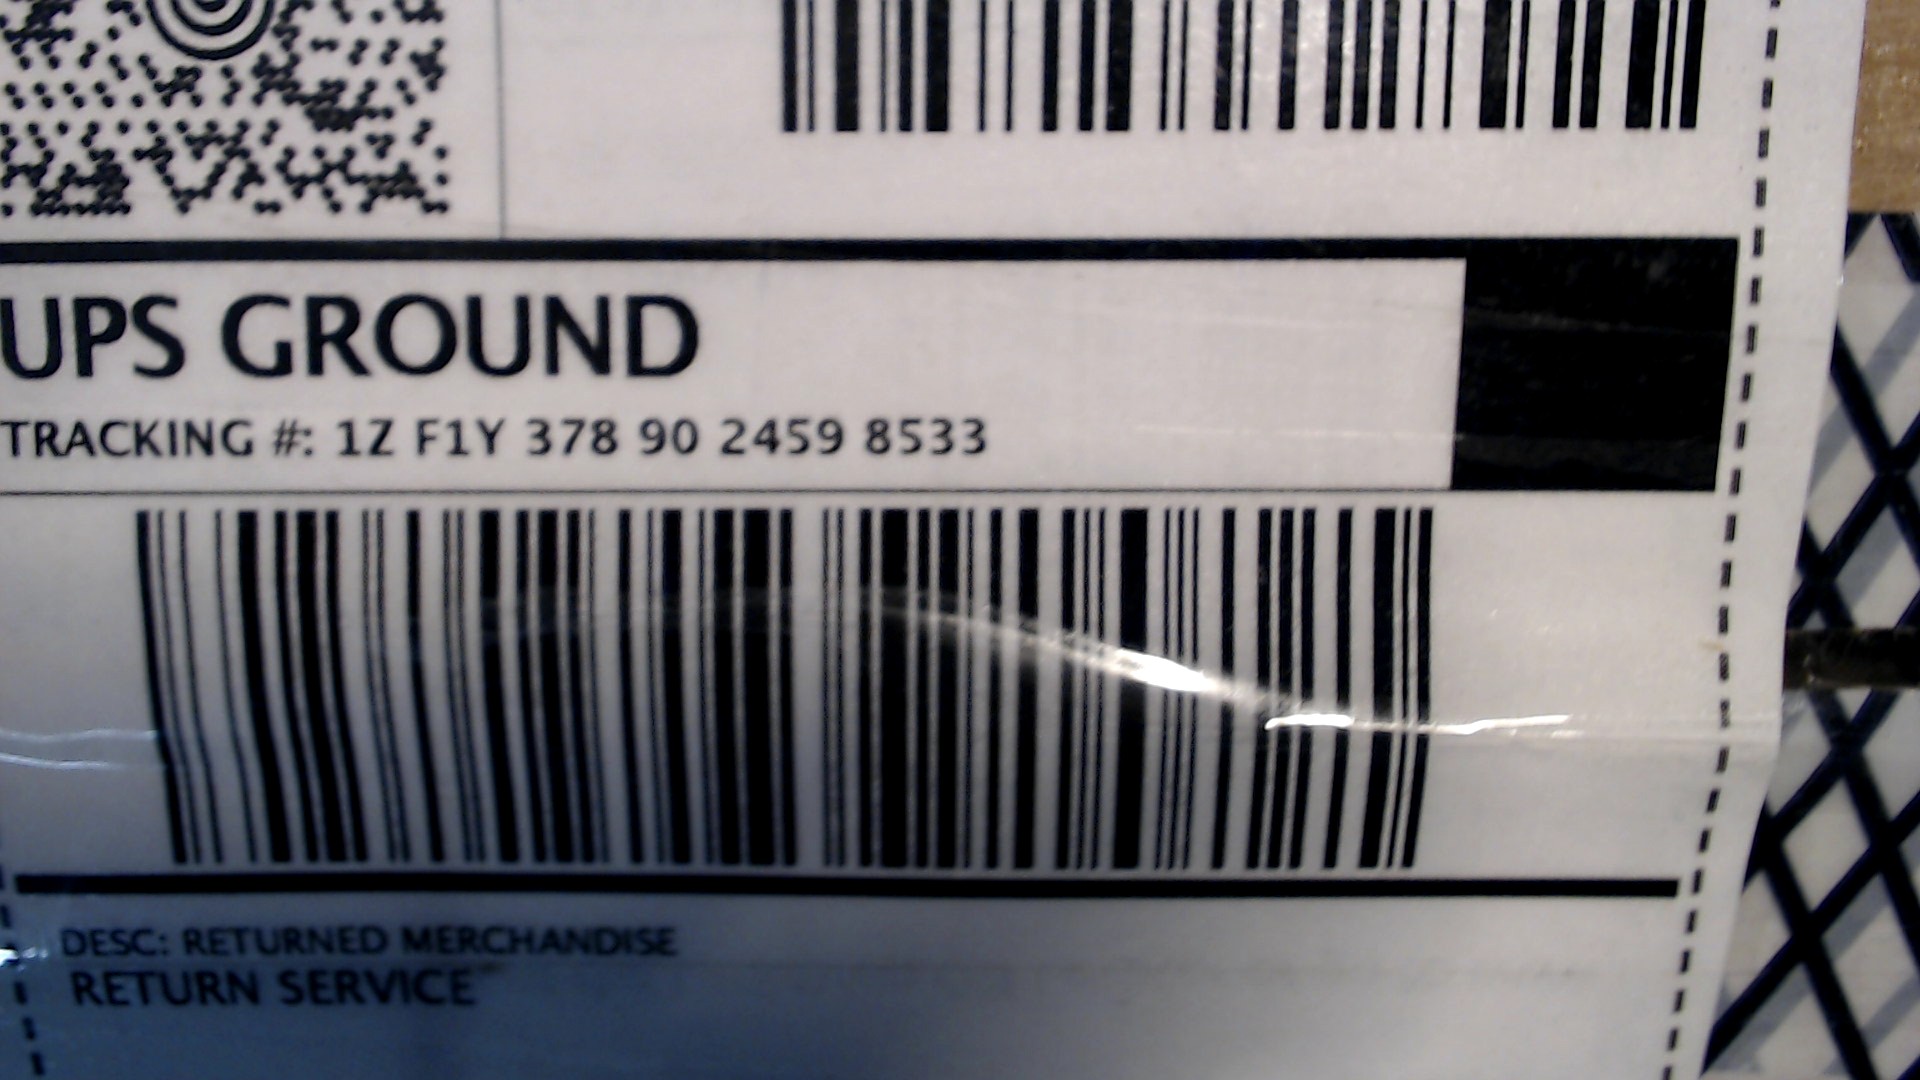 UPS GROUND
TRACKING #: 1Z F1Y 378 90 2459 8533
DESC: RETURNED MERCHANDISE
RETURN SERVICE